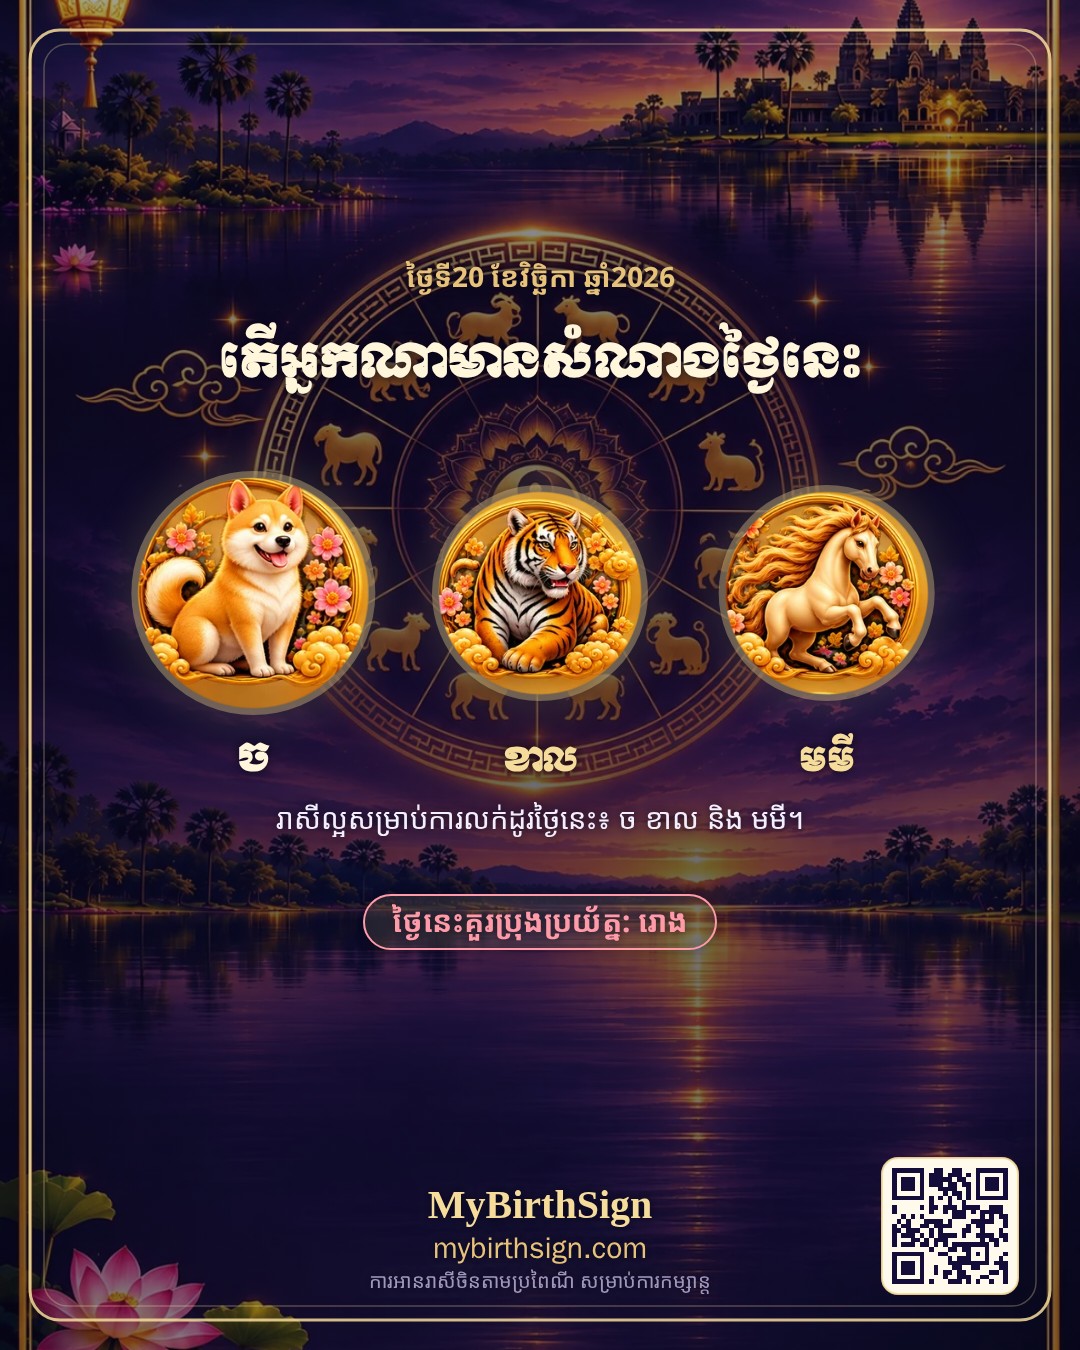 ថ្ងៃទី20 ខែវិច្ឆិកា ឆ្នាំ2026
តើអ្នកណាមានសំណាងថ្ងៃនេះ
ច
ខាល
មមី
រាសីល្អសម្រាប់ការលក់ដូរថ្ងៃនេះ៖ ច ខាល និង មមី។
ថ្ងៃនេះគួរប្រុងប្រយ័ត្ន: រោង
MyBirthSign
mybirthsign.com
ការអានរាសីចិនតាមប្រពៃណី សម្រាប់ការកម្សាន្ត